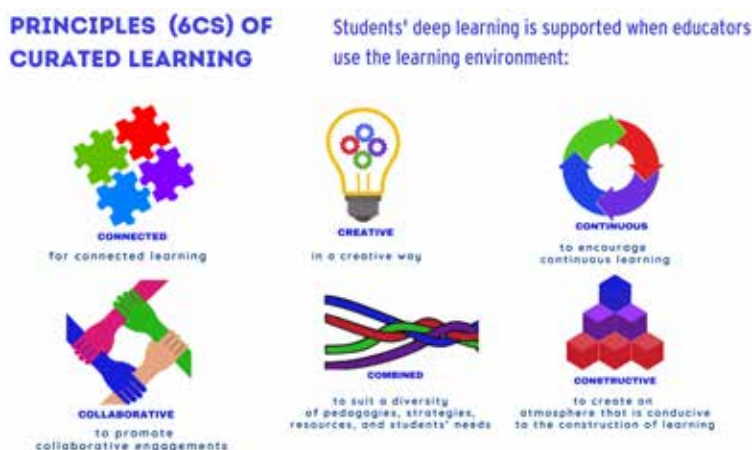 PRINCIPLES (6CS) OF
CURATED LEARNING
Students' deep learning is supported when educators
use the learning environment:
CONNECTED
for connected learning
CREATIVE
in a creative way
CONTINUOUS
to encourage
continuous learning
COLLABORATIVE
to promote
collaborative engagements
COMBINED
to suit a diversity
of pedagogies, strategies,
resources, and students' needs
CONSTRUCTIVE
to create an
atmosphere that is conducive
to the construction of learning